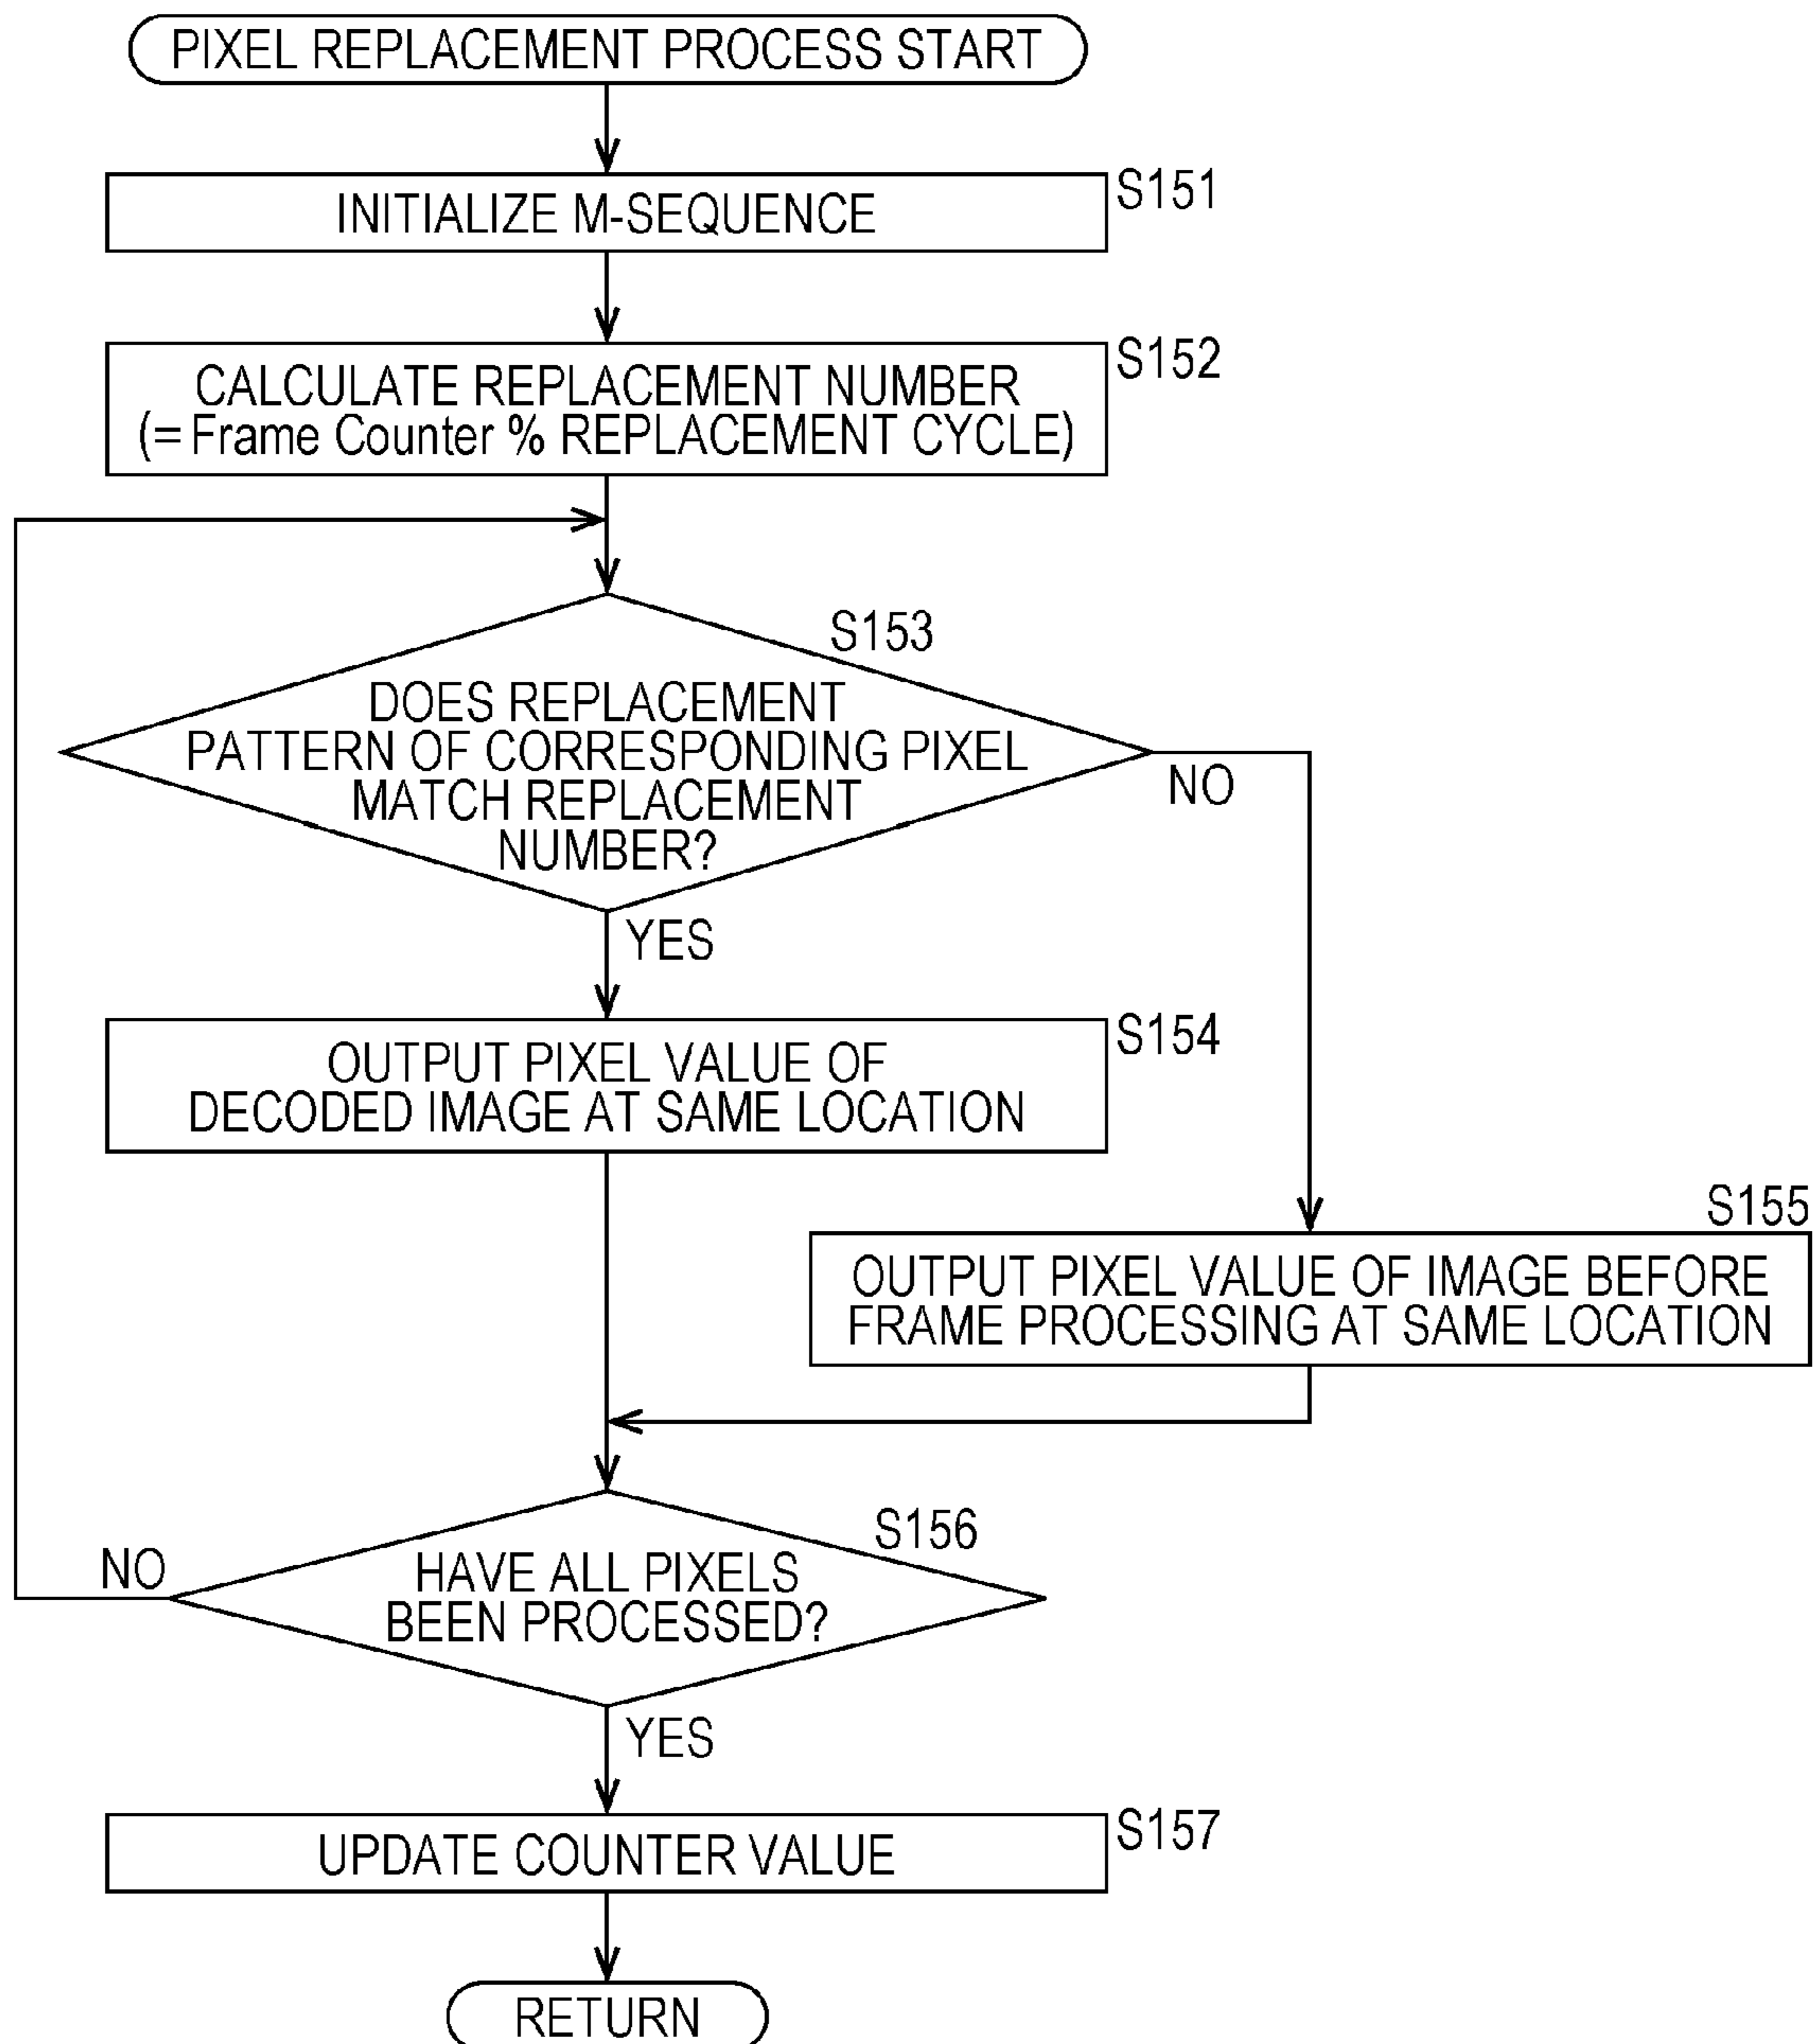 PIXEL REPLACEMENT PROCESS START
S151
INITIALIZE M-SEQUENCE
S152
CALCULATE REPLACEMENT NUMBER
(= Frame Counter % REPLACEMENT CYCLE)
S153
DOES REPLACEMENT
PATTERN OF CORRESPONDING PIXEL
MATCH REPLACEMENT
NUMBER?
NO
YES
S154
OUTPUT PIXEL VALUE OF
DECODED IMAGE AT SAME LOCATION
S155
OUTPUT PIXEL VALUE OF IMAGE BEFORE
FRAME PROCESSING AT SAME LOCATION
S156
NO
HAVE ALL PIXELS
BEEN PROCESSED?
YES
S157
UPDATE COUNTER VALUE
RETURN